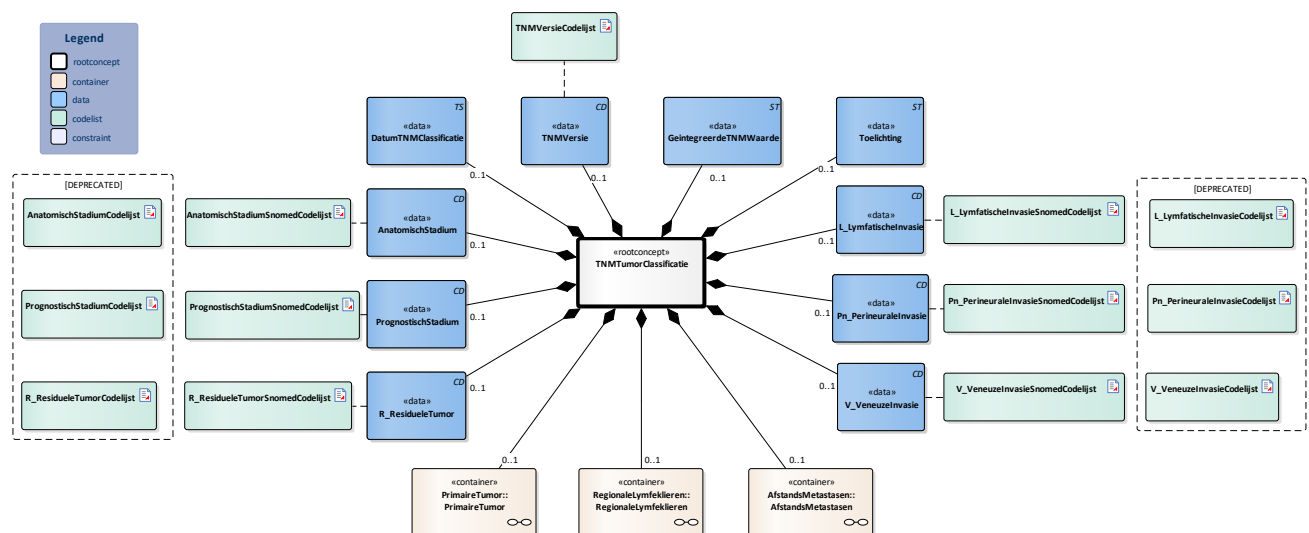 Legend
rootconcept
container
data
codelist
constraint
TNMVersieCodelijst
TS
«data»
DatumTNMClassificatie
0..1
CD
«data»
TNMVersie
0..1
ST
«data»
GeintegreerdeTNMWaarde
0..1
ST
«data»
Toelichting
0..1
[DEPRECATED]
AnatomischStadiumCodelijst
PrognostischStadiumCodelijst
R_ResidueleTumorCodelijst
AnatomischStadiumSnomedCodelijst
CD
«data»
AnatomischStadium
0..1
PrognostischStadiumSnomedCodelijst
CD
«data»
PrognostischStadium
0..1
R_ResidueleTumorSnomedCodelijst
CD
«data»
R_ResidueleTumor
0..1
«rootconcept»
TNMTumorClassificatie
CD
«data»
L_LymfatischeInvasie
0..1
L_LymfatischeInvasieSnomedCodelijst
CD
«data»
Pn_PerineuraleInvasie
0..1
Pn_PerineuraleInvasieSnomedCodelijst
CD
«data»
V_VeneuzeInvasie
0..1
V_VeneuzeInvasieSnomedCodelijst
[DEPRECATED]
L_LymfatischeInvasieCodelijst
Pn_PerineuraleInvasieCodelijst
V_VeneuzeInvasieCodelijst
0..1
«container»
PrimaireTumor::
PrimaireTumor
0..1
«container»
RegionaleLymfeklieren::
RegionaleLymfeklieren
0..1
«container»
AfstandsMetastasen::
AfstandsMetastasen